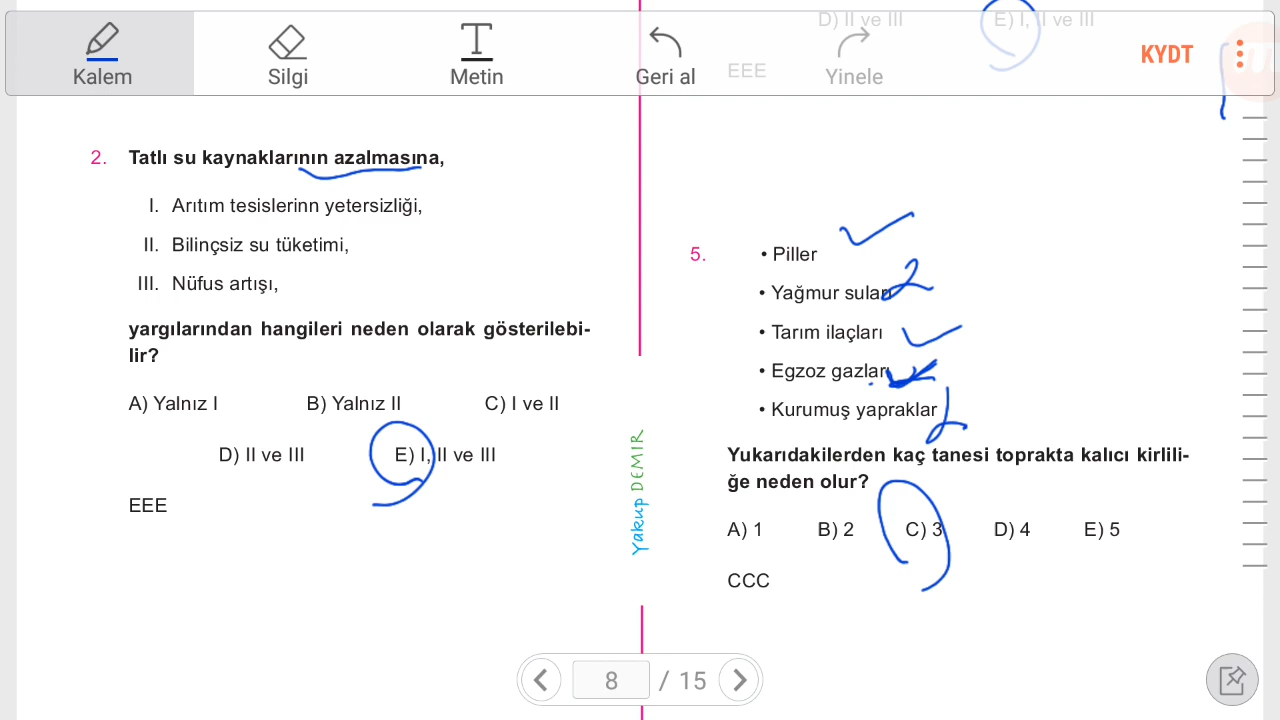 Kalem
Silgi
Metin
Geri al
Yinele
KYDT
D) II ve III
E) I, II ve III
EEE
2. Tatlı su kaynaklarının azalmasına,
I. Arıtım tesislerinn yetersizliği,
II. Bilinçsiz su tüketimi,
III. Nüfus artışı,
yargılarından hangileri neden olarak gösterilebi-
lir?
A) Yalnız I
B) Yalnız II
C) I ve II
D) II ve III
E) I, II ve III
EEE
Yakup DEMIR
5. • Piller
• Yağmur suları
• Tarım ilaçları
• Egzoz gazları
• Kurumuş yapraklar
Yukarıdakilerden kaç tanesi toprakta kalıcı kirlili-
ğe neden olur?
A) 1
B) 2
C) 3
D) 4
E) 5
CCC
8 / 15